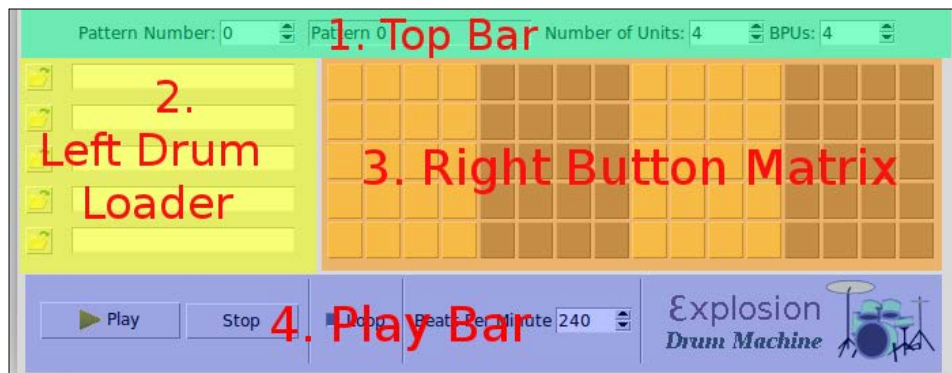 Pattern Number: 0 Pattern 0 Number of Units: 4 BPUs: 4
1. Top Bar
2.
Left Drum
Loader
3. Right Button Matrix
Play Stop Loop Beats Per Minute 240
4. Play Bar
Explosion
Drum Machine